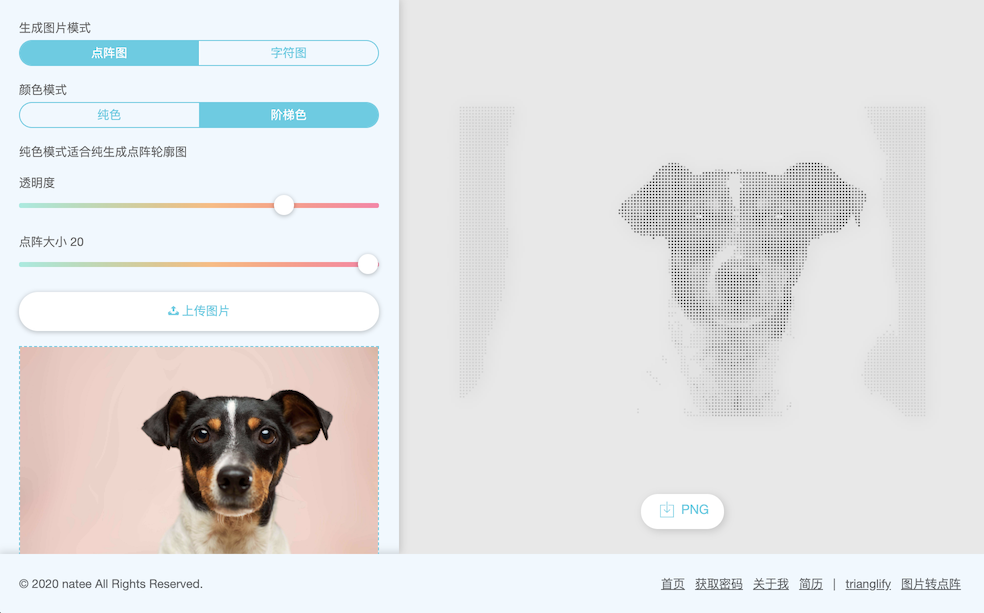 生成图片模式
点阵图 字符图
颜色模式
纯色 阶梯色
纯色模式适合纯生成点阵轮廓图
透明度
点阵大小 20
上传图片
PNG
© 2020 natee All Rights Reserved.
首页 获取密码 关于我 简历 | trianglify 图片转点阵